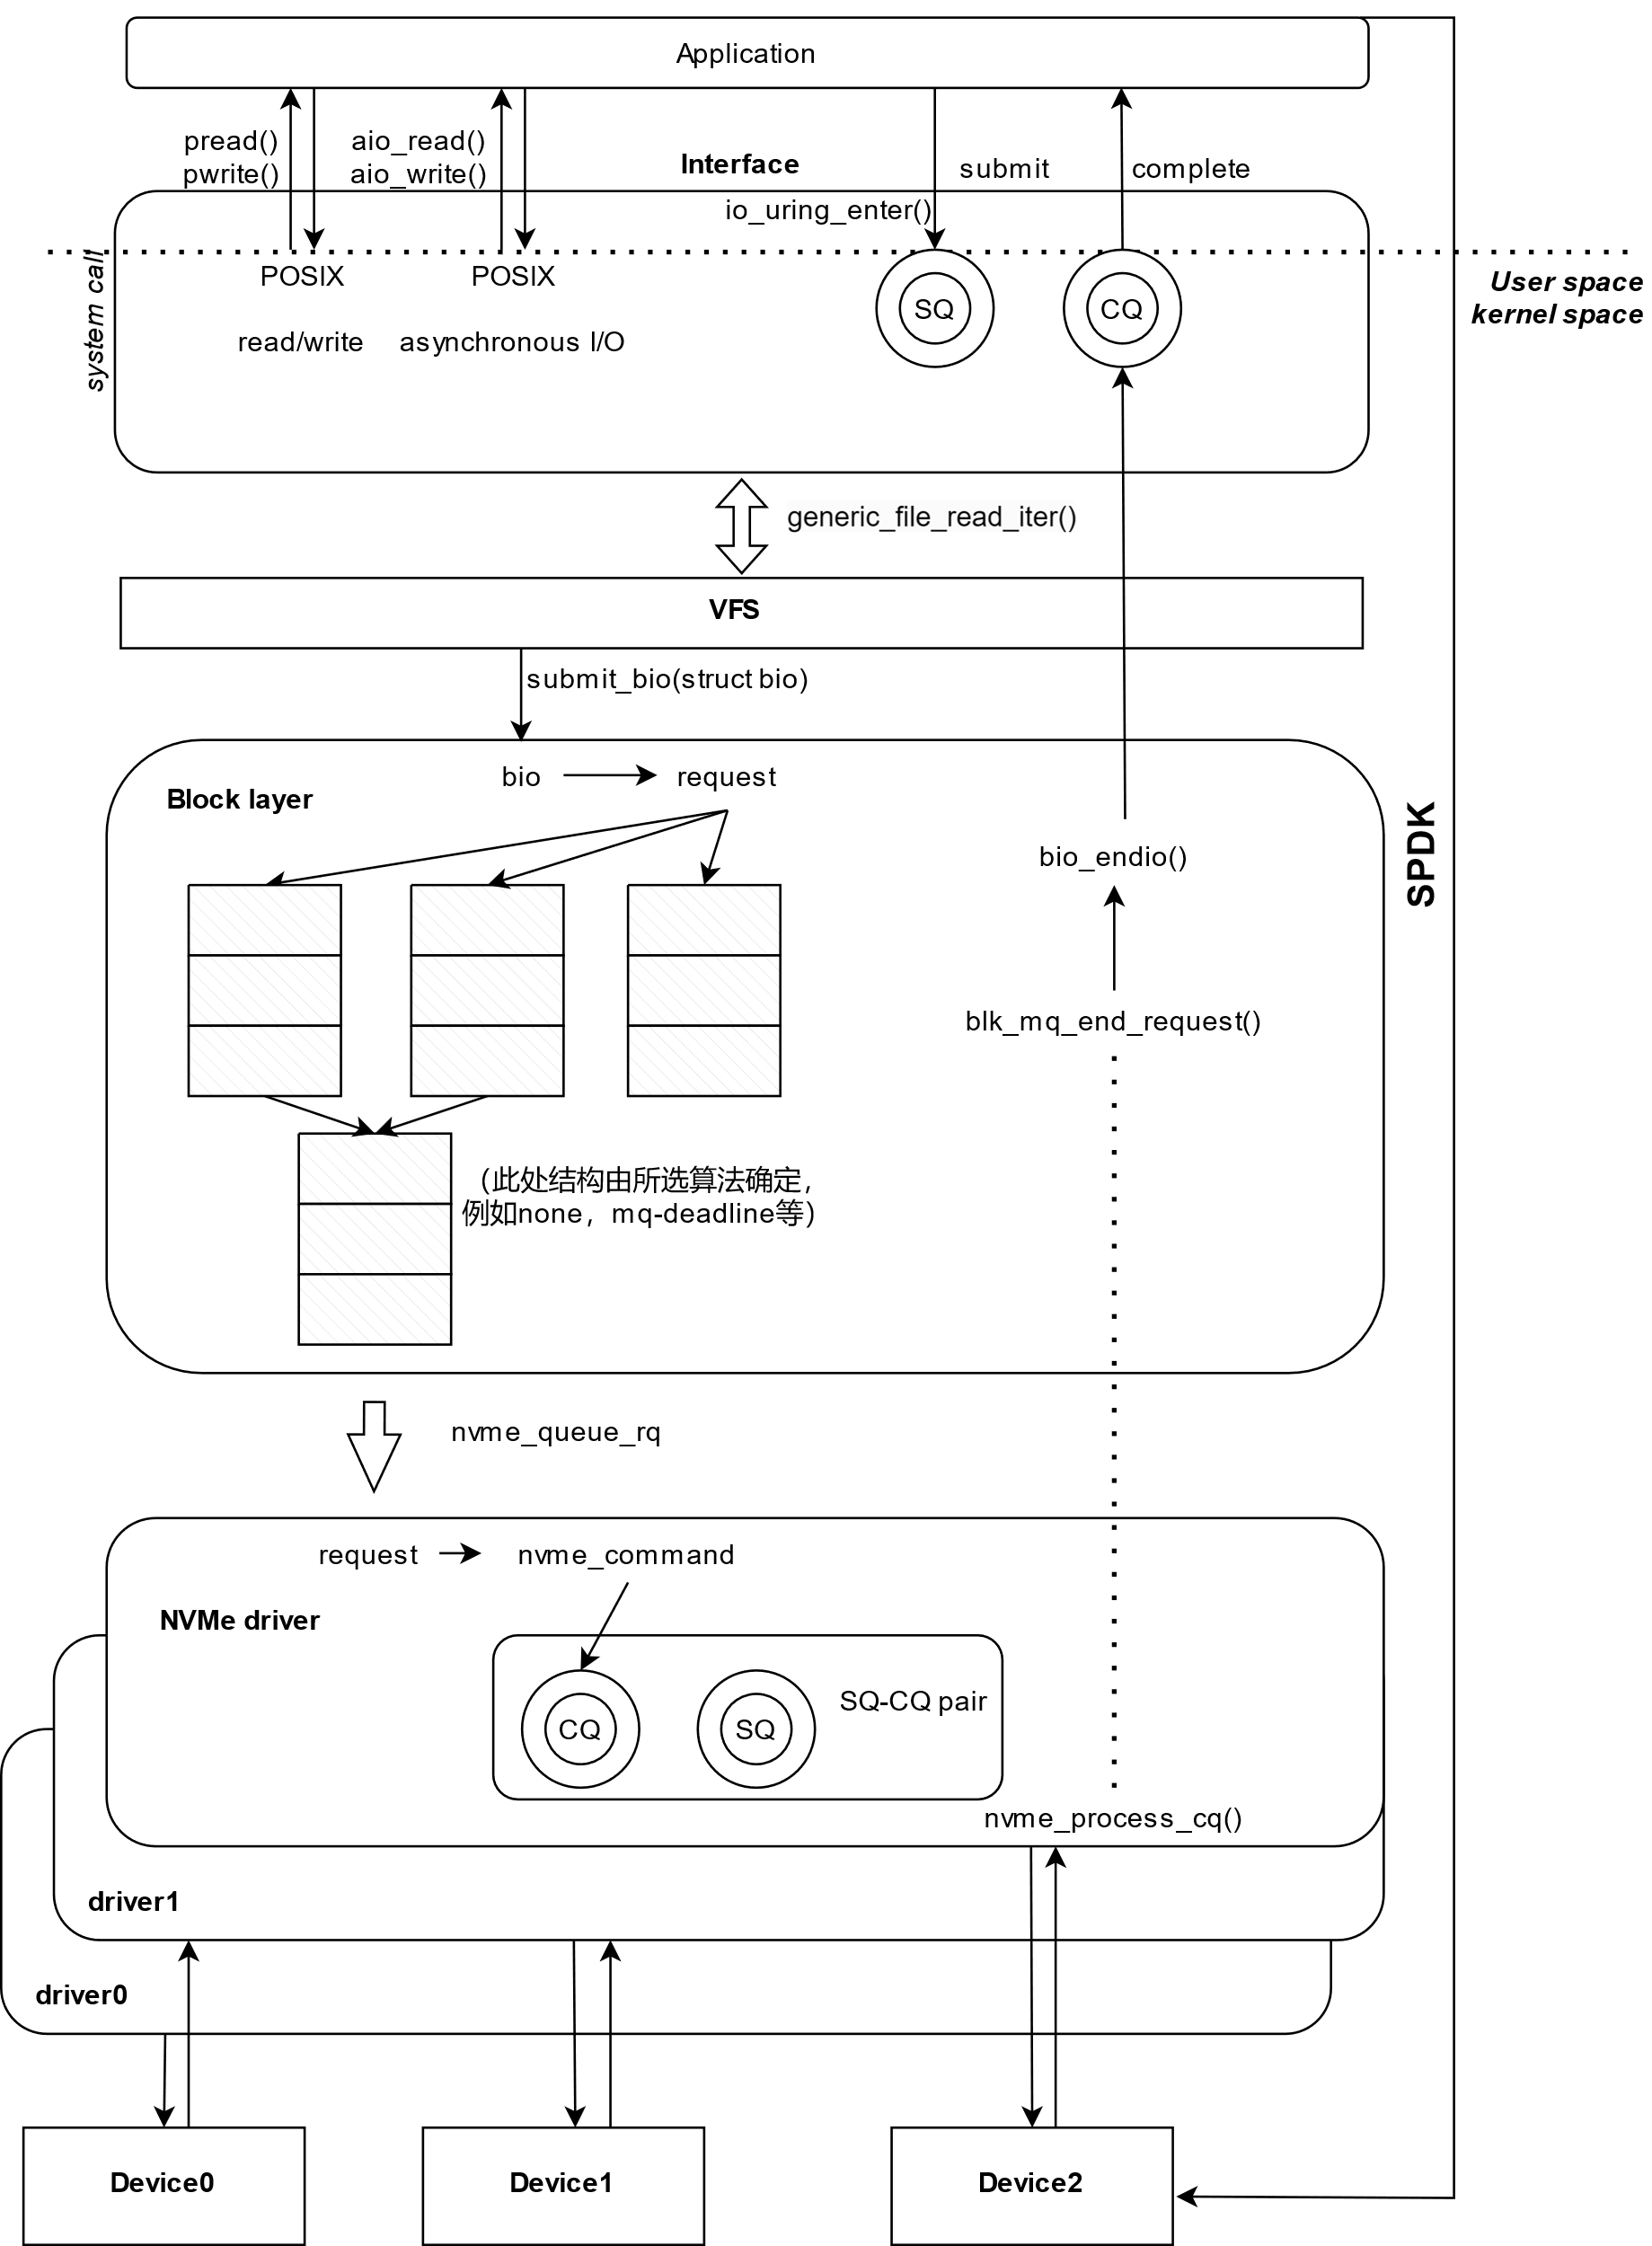 Application
pread()
pwrite()
aio_read()
aio_write()
Interface
submit
complete
io_uring_enter()
system call
POSIX
read/write
POSIX
asynchronous I/O
SQ
CQ
User space
kernel space
generic_file_read_iter()
VFS
submit_bio(struct bio)
Block layer
bio
request
bio_endio()
SPDK
blk_mq_end_request()
（此处结构由所选算法确定，
例如none，mq-deadline等）
nvme_queue_rq
request
nvme_command
NVMe driver
CQ
SQ
SQ-CQ pair
nvme_process_cq()
driver1
driver0
Device0
Device1
Device2